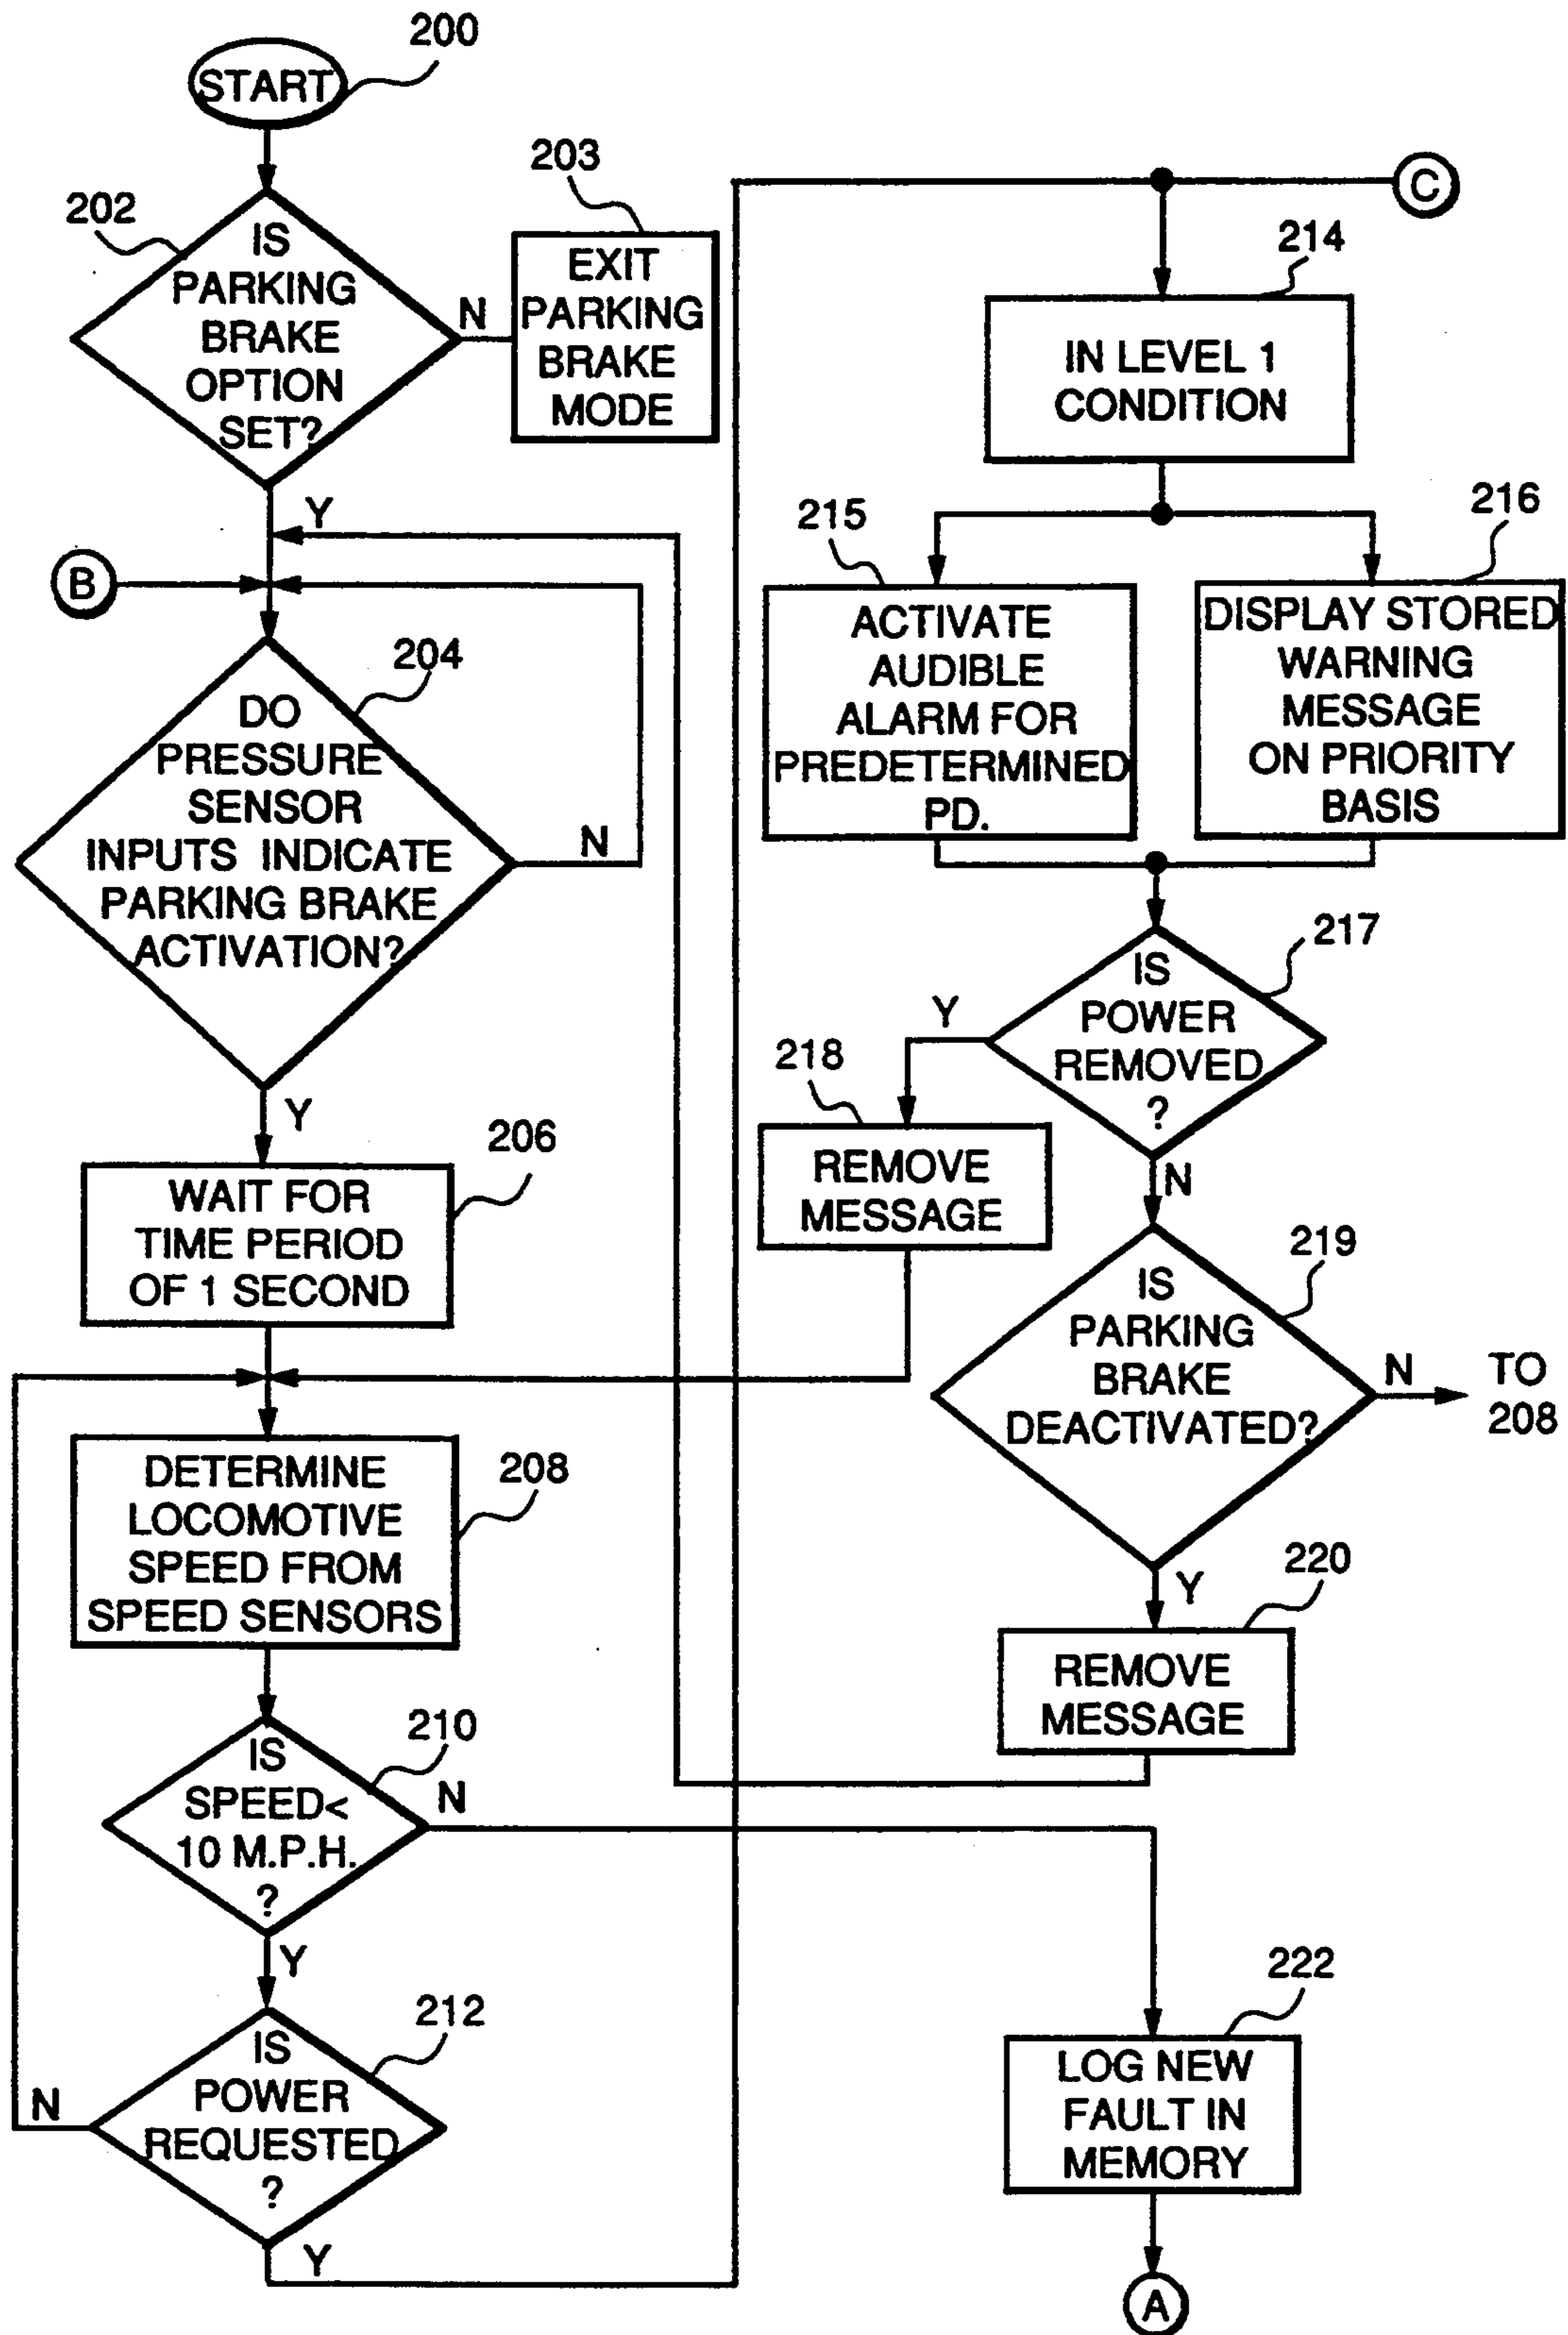 200
START
202
IS
PARKING
BRAKE
OPTION
SET?
N
203
EXIT
PARKING
BRAKE
MODE
Y
B
204
DO
PRESSURE
SENSOR
INPUTS INDICATE
PARKING BRAKE
ACTIVATION?
N
Y
206
WAIT FOR
TIME PERIOD
OF 1 SECOND
208
DETERMINE
LOCOMOTIVE
SPEED FROM
SPEED SENSORS
210
IS
SPEED<
10 M.P.H.
?
N
Y
212
IS
POWER
REQUESTED
?
N
Y
C
214
IN LEVEL 1
CONDITION
215
ACTIVATE
AUDIBLE
ALARM FOR
PREDETERMINED
PD.
216
DISPLAY STORED
WARNING
MESSAGE
ON PRIORITY
BASIS
217
IS
POWER
REMOVED
?
Y
218
REMOVE
MESSAGE
N
219
IS
PARKING
BRAKE
DEACTIVATED?
N
TO
208
Y
220
REMOVE
MESSAGE
222
LOG NEW
FAULT IN
MEMORY
A